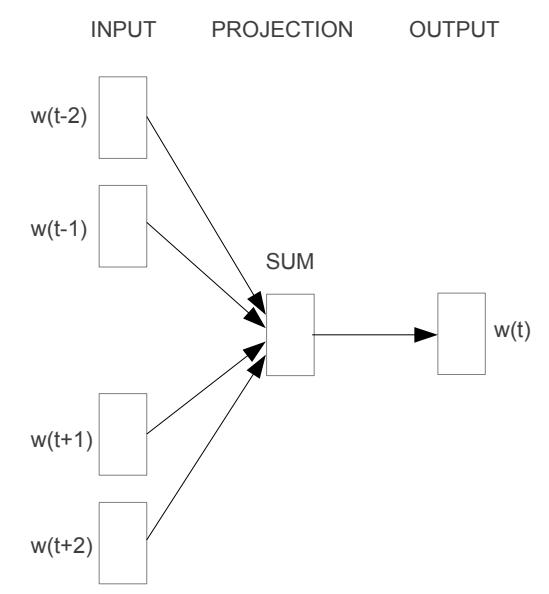 INPUT PROJECTION OUTPUT
w(t-2)
w(t-1)
SUM
w(t)
w(t+1)
w(t+2)